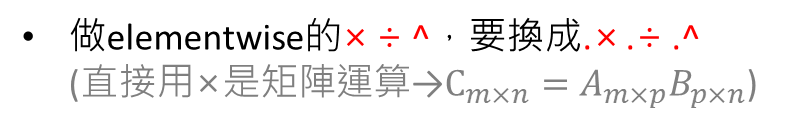 • 做elementwise的× ÷ ^，要換成.× .÷ .^
(直接用×是矩陣運算→C_{m×n} = A_{m×p}B_{p×n})